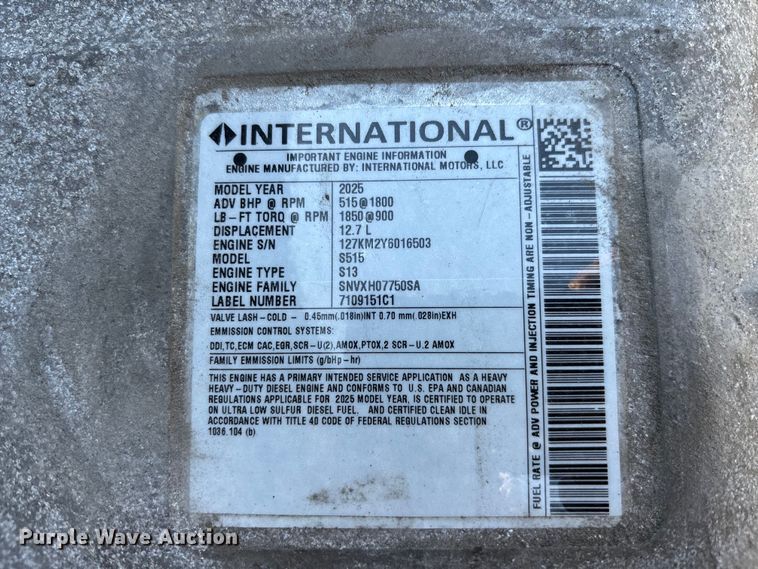 INTERNATIONAL®
IMPORTANT ENGINE INFORMATION
ENGINE MANUFACTURED BY: INTERNATIONAL MOTORS, LLC
MODEL YEAR 2025
ADV BHP @ RPM 515@1800
LB-FT TORQ @ RPM 1850@900
DISPLACEMENT 12.7 L
ENGINE S/N 127KM2Y6016503
MODEL S515
ENGINE TYPE S13
ENGINE FAMILY SNVXH07750SA
LABEL NUMBER 7109151C1
VALVE LASH-COLD- 0.45mm(.018in)INT 0.70 mm(.028in)EXH
EMMISSION CONTROL SYSTEMS:
DDI,TC,ECM CAC,EGR,SCR-U(2),AMOX,PTOX,2 SCR-U.2 AMOX
FAMILY EMMISSION LIMITS (g/bHp-hr)
THIS ENGINE HAS A PRIMARY INTENDED SERVICE APPLICATION AS A HEAVY
HEAVY-DUTY DIESEL ENGINE AND CONFORMS TO U.S. EPA AND CANADIAN
REGULATIONS APPLICABLE FOR 2025 MODEL YEAR, IS CERTIFIED TO OPERATE
ON ULTRA LOW SULFUR DIESEL FUEL. AND CERTIFIED CLEAN IDLE IN
ACCORDANCE WITH TITLE 40 CODE OF FEDERAL REGULATIONS SECTION
1036.104 (b)
FUEL RATE @ ADV POWER AND INJECTION TIMING ARE NON-ADJUSTABLE
Purple Wave Auction